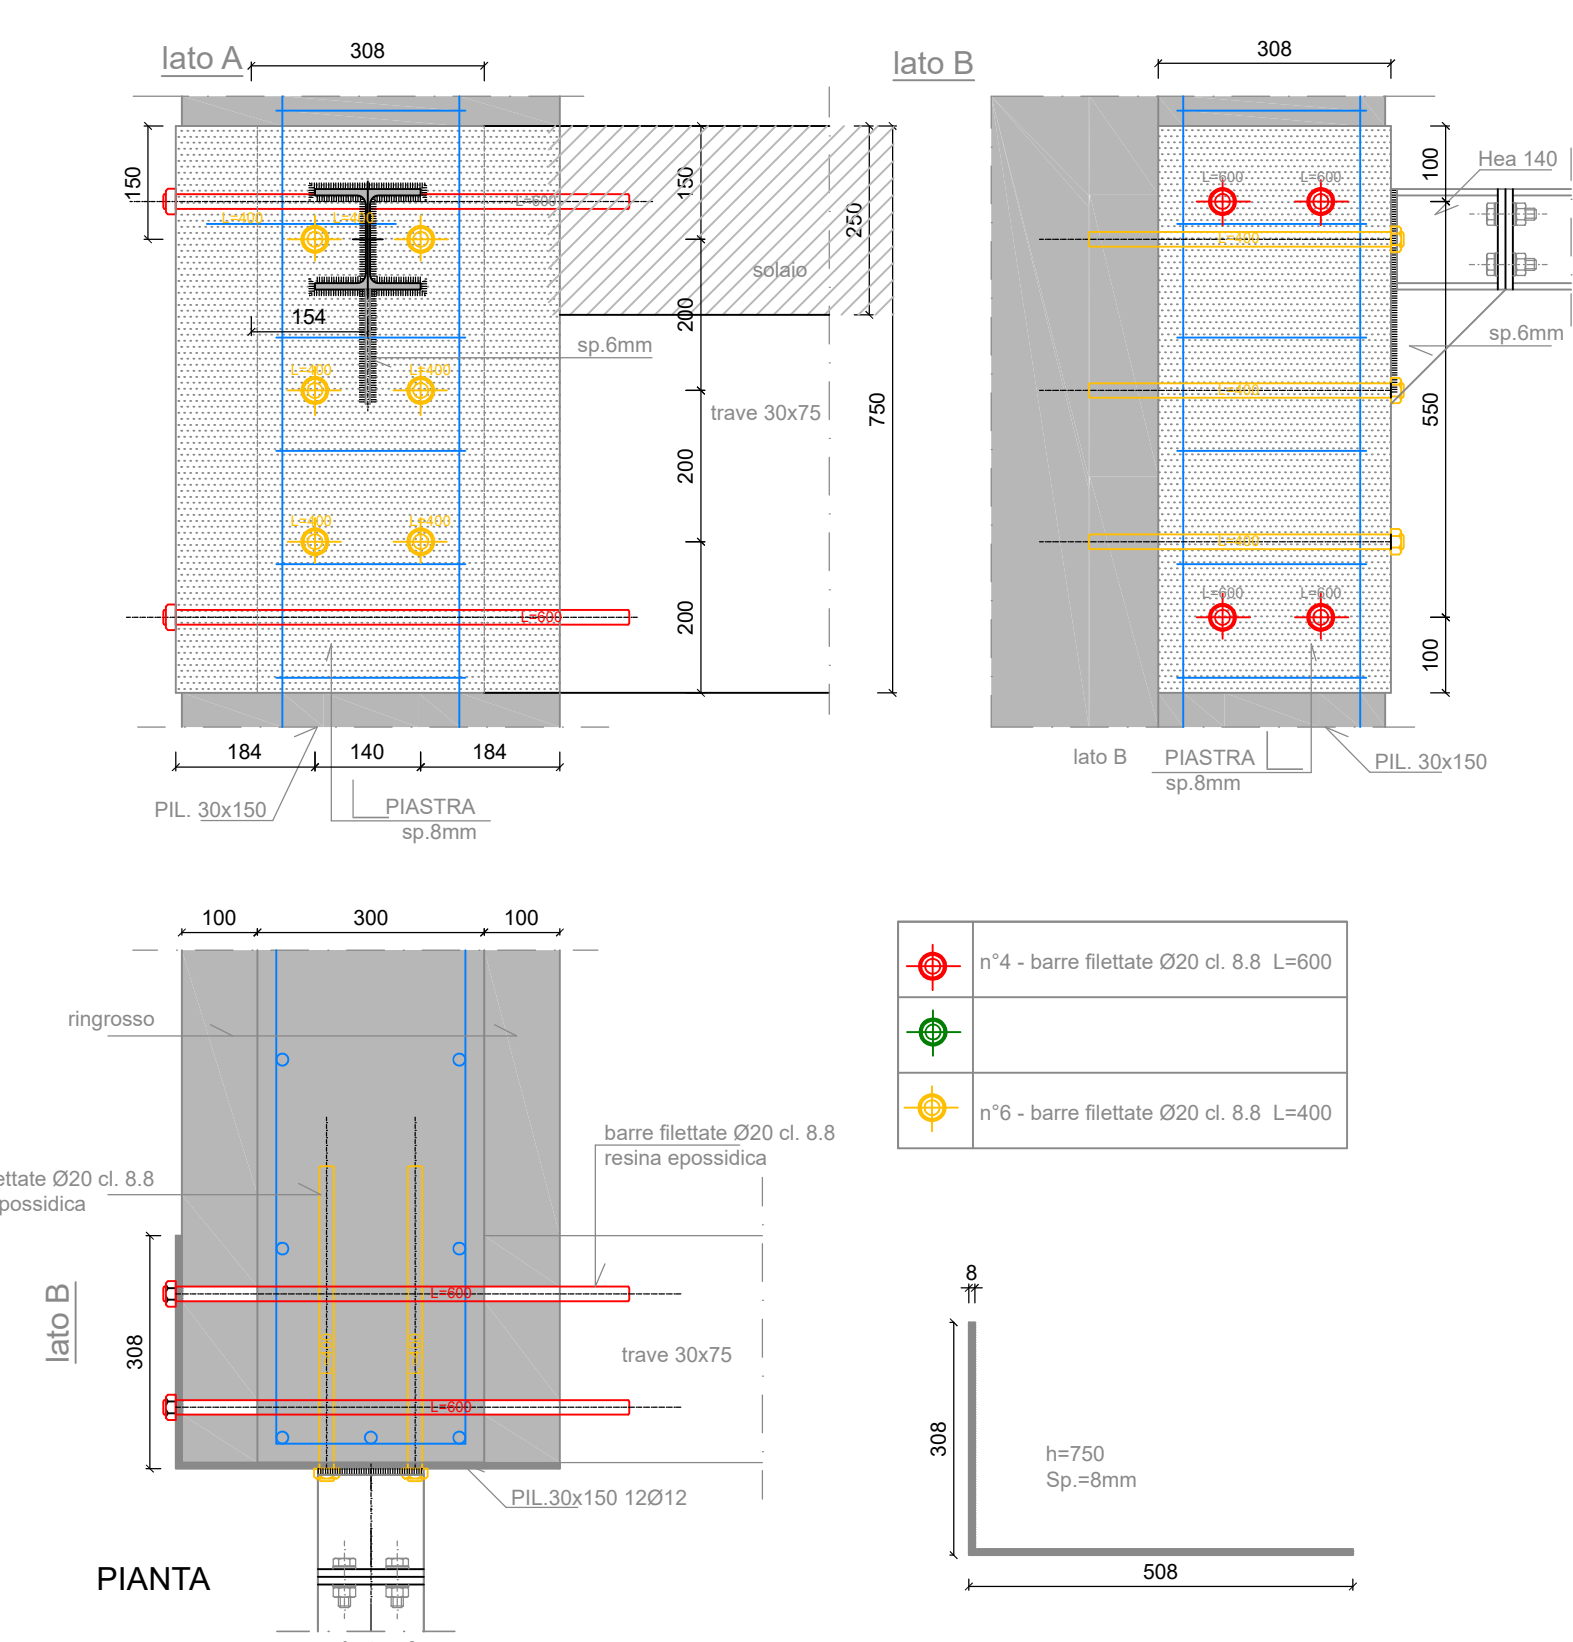 lato A
308
150
L=600
L=400
L=400
150
250
solaio
154
200
sp.6mm
L=400
L=400
trave 30x75
750
200
L=400
L=400
200
L=600
184
140
184
PIL. 30x150
PIASTRA
sp.8mm
lato B
308
100
Hea 140
L=600
L=600
L=400
sp.6mm
L=400
550
L=400
L=600
L=600
100
lato B
PIASTRA
sp.8mm
PIL. 30x150
100
300
100
ringrosso
barre filettate Ø20 cl. 8.8
resina epossidica
ettate Ø20 cl. 8.8
possidica
lato B
308
L=600
trave 30x75
L=600
PIL.30x150 12Ø12
PIANTA
n°4 - barre filettate Ø20 cl. 8.8 L=600
n°6 - barre filettate Ø20 cl. 8.8 L=400
8
308
h=750
Sp.=8mm
508